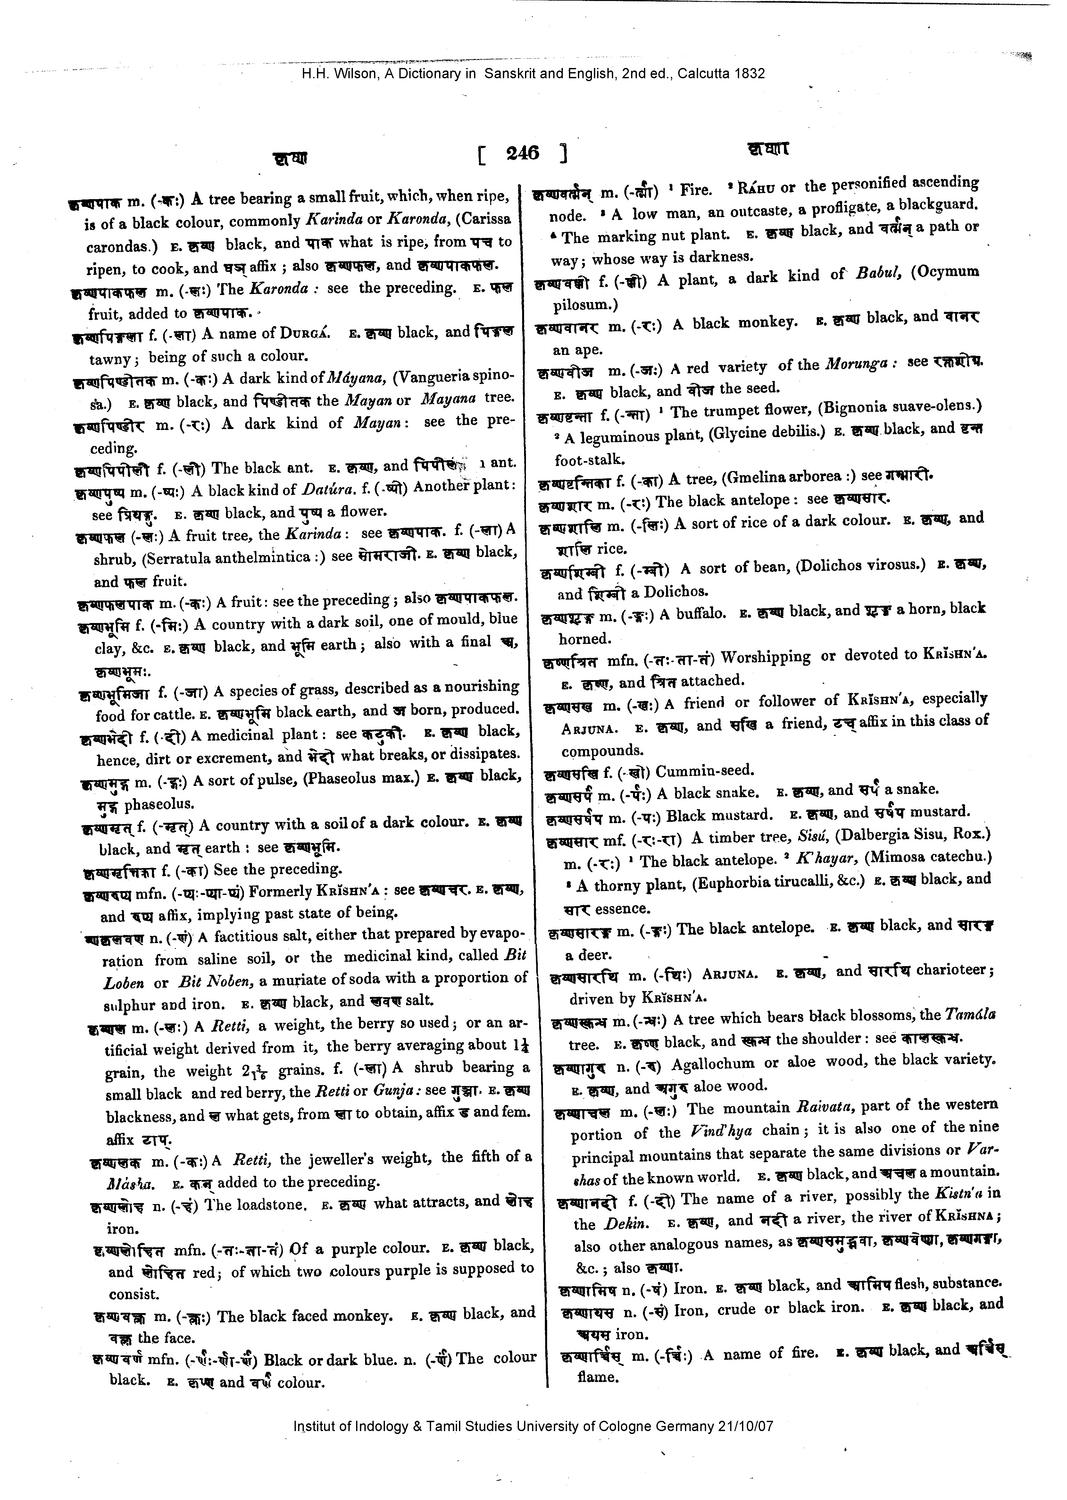 H.H. Wilson, A Dictionary in Sanskrit and English, 2nd ed., Calcutta 1832
कृष्ण [ 246 ] कृष्णा
कृष्णपाक m. (-कः) A tree bearing a small fruit, which, when ripe,
is of a black colour, commonly Karinda or Karonda, (Carissa
carondas.) E. कृष्ण black, and पाक what is ripe, from पच to
ripen, to cook, and घञ् affix ; also कृष्णफल, and कृष्णपाकफल.
कृष्णपाकफल m. (-लः) The Karonda : see the preceding. E. फल
fruit, added to कृष्णपाक.
कृष्णपिङ्गला f. (-ला) A name of DURGÁ. E. कृष्ण black, and पिङ्गल
tawny ; being of such a colour.
कृष्णपिण्डीतक m. (-कः) A dark kind of Máyana, (Vangueria spino-
sa.) E. कृष्ण black, and पिण्डीतक the Mayan or Mayana tree.
कृष्णपिण्डीर m. (-रः) A dark kind of Mayan : see the pre-
ceding.
कृष्णपिपीली f. (-ली) The black ant. E. कृष्ण, and ant.
कृष्णपुष्प m. (-ष्पः) A black kind of Datúra. f. (-ष्पी) Another plant :
see प्रियङ्गु. E. कृष्ण black, and पुष्प a flower.
कृष्णफल (-लः) A fruit tree, the Karinda : see कृष्णपाक. f. (-ला) A
shrub, (Serratula anthelmintica :) see सोमराजी. E. कृष्ण black,
and फल fruit.
कृष्णफलपाक m. (-कः) A fruit : see the preceding ; also कृष्णपाकफल.
कृष्णभूमि f. (-मिः) A country with a dark soil, one of mould, blue
clay, &c. E. कृष्ण black, and भूमि earth ; also with a final अ,
कृष्णभूमः.
कृष्णभूमिजा f. (-जा) A species of grass, described as a nourishing
food for cattle. E. कृष्णभूमि black earth, and ज born, produced.
कृष्णभेदी f. (-दी) A medicinal plant : see कटुकी. E. कृष्ण black,
hence, dirt or excrement, and भेदी what breaks, or dissipates.
कृष्णमुद्ग m. (-द्गः) A sort of pulse, (Phaseolus max.) E. कृष्ण black,
मुद्ग phaseolus.
कृष्णमृत् f. (-मृत्) A country with a soil of a dark colour. E. कृष्ण
black, and मृत् earth : see कृष्णभूमि.
कृष्णमृत्तिका f. (-का) See the preceding.
कृष्णरूप्य mfn. (-प्यः-प्या-प्यं) Formerly KRĬSHN'A : see कृष्णचर. E. कृष्ण,
and रूप्य affix, implying past state of being.
कृष्णलवण n. (-णं) A factitious salt, either that prepared by evapo-
ration from saline soil, or the medicinal kind, called Bit
Loben or Bit Noben, a muriate of soda with a proportion of
sulphur and iron. E. कृष्ण black, and लवण salt.
कृष्णल m. (-लः) A Retti, a weight, the berry so used ; or an ar-
tificial weight derived from it, the berry averaging about 1¼
grain, the weight grains. f. (-ला) A shrub bearing a
small black and red berry, the Retti or Gunja : see गुञ्जा. E. कृष्ण
blackness, and ल what gets, from ला to obtain, affix ड and fem.
affix टाप्.
कृष्णलक m. (-कः) A Retti, the jeweller's weight, the fifth of a
Másha. E. कन् added to the preceding.
कृष्णलोह n. (-हं) The loadstone. E. कृष्ण what attracts, and लोह
iron.
कृष्णलोहित mfn. (-तः-ता-तं) Of a purple colour. E. कृष्ण black,
and लोहित red ; of which two colours purple is supposed to
consist.
कृष्णवक्त्र m. (-क्त्रः) The black faced monkey. E. कृष्ण black, and
वक्त्र the face.
कृष्णवर्ण mfn. (-र्णः-र्णा-र्णं) Black or dark blue. n. (-र्णं) The colour
black. E. कृष्ण and वर्ण colour.
कृष्णवर्त्मन् m. (-र्त्मा) ¹ Fire. ² RÁHU or the personified ascending
node. ³ A low man, an outcaste, a profligate, a blackguard.
⁴ The marking nut plant. E. कृष्ण black, and वर्त्मन् a path or
way ; whose way is darkness.
कृष्णवल्ली f. (-ल्ली) A plant, a dark kind of Babul, (Ocymum
pilosum.)
कृष्णवानर m. (-रः) A black monkey. E. कृष्ण black, and वानर
an ape.
कृष्णवीज m. (-जः) A red variety of the Morunga : see रक्तशीग्र.
E. कृष्ण black, and वीज the seed.
कृष्णवृन्ता f. (-न्ता) ¹ The trumpet flower, (Bignonia suave-olens.)
² A leguminous plant, (Glycine debilis.) E. कृष्ण black, and वृन्त
foot-stalk.
कृष्णवृन्तिका f. (-का) A tree, (Gmelina arborea :) see गम्भारी.
कृष्णशार m. (-रः) The black antelope : see कृष्णसार.
कृष्णशालि m. (-लिः) A sort of rice of a dark colour. E. कृष्ण, and
शालि rice.
कृष्णशिम्बी f. (-म्बी) A sort of bean, (Dolichos virosus.) E. कृष्ण,
and शिम्बी a Dolichos.
कृष्णशृङ्ग m. (-ङ्गः) A buffalo. E. कृष्ण black, and शृङ्ग a horn, black
horned.
कृष्णश्रित mfn. (-तः-ता-तं) Worshipping or devoted to KRĬSHN'A.
E. कृष्ण, and श्रित attached.
कृष्णसख m. (-खः) A friend or follower of KRĬSHN'A, especially
ARJUNA. E. कृष्ण, and सखि a friend, टच् affix in this class of
compounds.
कृष्णसखि f. (-खी) Cummin-seed.
कृष्णसर्प m. (-र्पः) A black snake. E. कृष्ण, and सर्प a snake.
कृष्णसर्षप m. (-पः) Black mustard. E. कृष्ण, and सर्षप mustard.
कृष्णसार mf. (-रः-रा) A timber tree, Sisú, (Dalbergia Sisu, Rox.)
m. (-रः) ¹ The black antelope. ² K'hayar, (Mimosa catechu.)
³ A thorny plant, (Euphorbia tirucalli, &c.) E. कृष्ण black, and
सार essence.
कृष्णसारङ्ग m. (-ङ्गः) The black antelope. E. कृष्ण black, and सारङ्ग
a deer.
कृष्णसारथि m. (-थिः) ARJUNA. E. कृष्ण, and सारथि charioteer ;
driven by KRĬSHN'A.
कृष्णस्कन्ध m. (-न्धः) A tree which bears black blossoms, the Tamála
tree. E. कृष्ण black, and स्कन्ध the shoulder : see कालस्कन्ध.
कृष्णागुरु n. (-रु) Agallochum or aloe wood, the black variety.
E. कृष्ण, and अगुरु aloe wood.
कृष्णाचल m. (-लः) The mountain Raivata, part of the western
portion of the Vind'hya chain ; it is also one of the nine
principal mountains that separate the same divisions or Var-
shas of the known world. E. कृष्ण black, and अचल a mountain.
कृष्णानदी f. (-दी) The name of a river, possibly the Kistn'a in
the Dekin. E. कृष्ण, and नदी a river, the river of KRĬSHNA ;
also other analogous names, as कृष्णसमुद्भवा, कृष्णवेणा, कृष्णगङ्गा,
&c. ; also कृष्णा.
कृष्णामिष n. (-षं) Iron. E. कृष्ण black, and आमिष flesh, substance.
कृष्णायस n. (-सं) Iron, crude or black iron. E. कृष्ण black, and
अयस iron.
कृष्णार्चिस् m. (-र्चिः) A name of fire. E. कृष्ण black, and अर्चिस्
flame.
Institut of Indology & Tamil Studies University of Cologne Germany 21/10/07